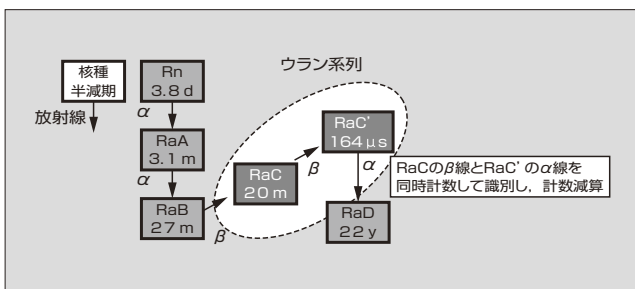 ウラン系列
核種
半減期
放射線
Rn
3.8 d
α
RaA
3.1 m
α
RaB
27 m
β
RaC
20 m
β
RaC'
164 μs
α
RaD
22 y
RaCのβ線とRaC'のα線を
同時計数して識別し，計数減算